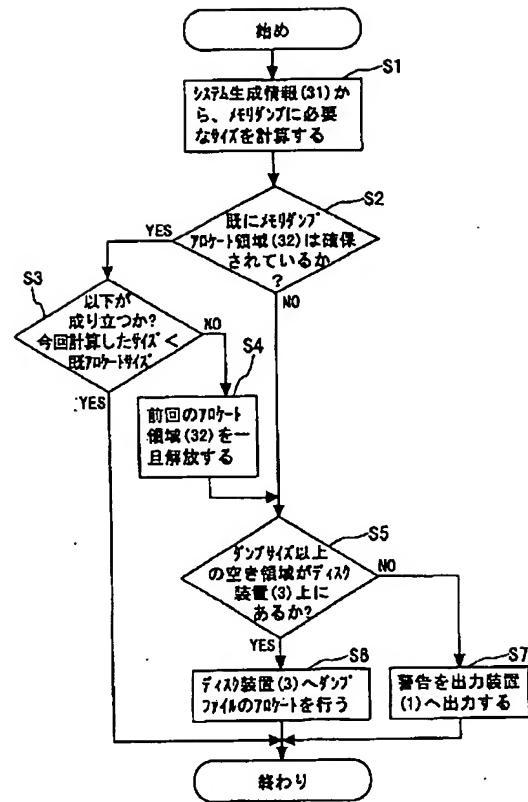 始め
S1
システム生成情報(31)か
ら、メモリダンプに必要
なサイズを計算する
S2
既にメモリダンプ
アロケート領域(32)は確保
されているか
?
YES
NO
S3
以下が
成り立つか?
今回計算したサイズ<
既アロケートサイズ
NO
YES
S4
前回のアロケート
領域(32)を一
旦解放する
S5
ダンプサイズ以上
の空き領域がディスク
装置(3)上に
あるか?
NO
YES
S6
ディスク装置(3)へダンプ
ファイルのアロケートを行う
S7
警告を出力装置
(1)へ出力する
終わり